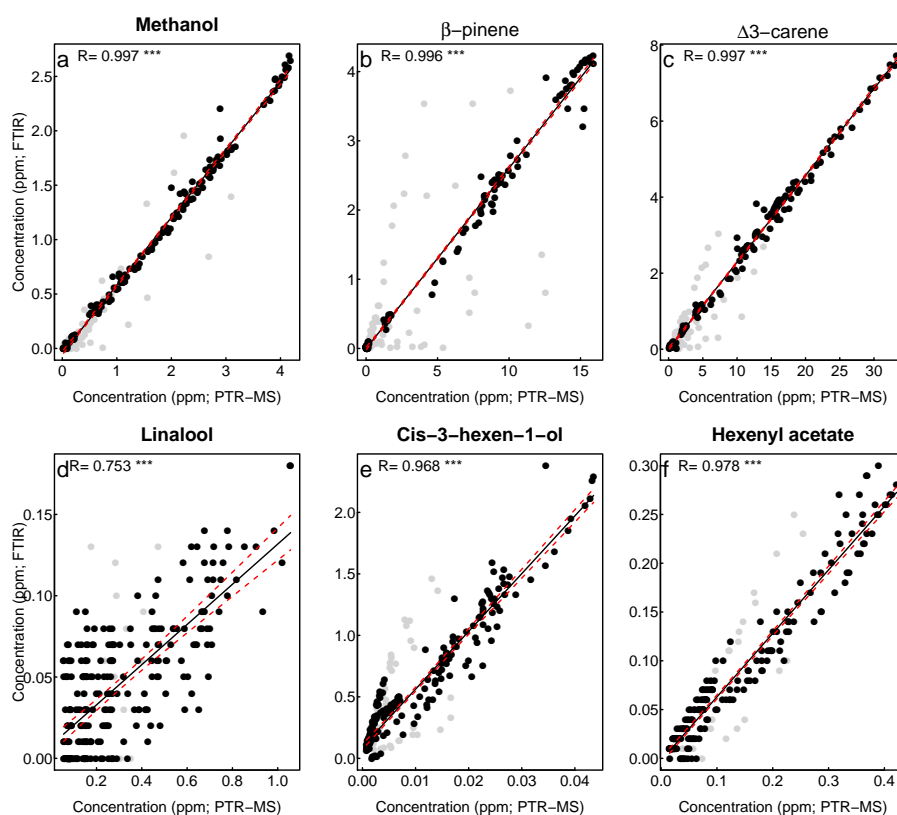 Methanol
β−pinene
Δ3−carene
a
R= 0.997 ***
b
R= 0.996 ***
c
R= 0.997 ***
Concentration (ppm; FTIR)
0.0
0.5
1.0
1.5
2.0
2.5
0
1
2
3
4
0
2
4
6
8
0
1
2
3
4
0
5
10
15
0
5
10
15
20
25
30
Concentration (ppm; PTR−MS)
Concentration (ppm; PTR−MS)
Concentration (ppm; PTR−MS)
Linalool
Cis−3−hexen−1−ol
Hexenyl acetate
d
R= 0.753 ***
e
R= 0.968 ***
f
R= 0.978 ***
Concentration (ppm; FTIR)
0.00
0.05
0.10
0.15
0.0
0.5
1.0
1.5
2.0
0.00
0.05
0.10
0.15
0.20
0.25
0.30
0.2
0.4
0.6
0.8
1.0
0.00
0.01
0.02
0.03
0.04
0.0
0.1
0.2
0.3
0.4
Concentration (ppm; PTR−MS)
Concentration (ppm; PTR−MS)
Concentration (ppm; PTR−MS)